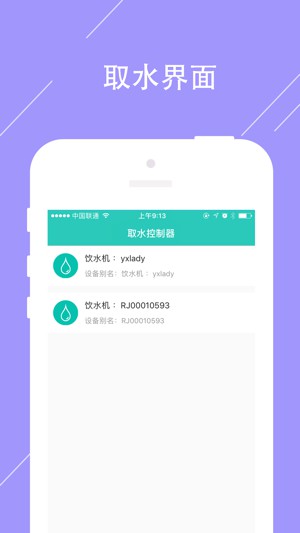 取水界面
中国联通
上午9:13
取水控制器
饮水机： yxlady
设备别名：饮水机 ：yxlady
饮水机： RJ00010593
设备别名：RJ00010593